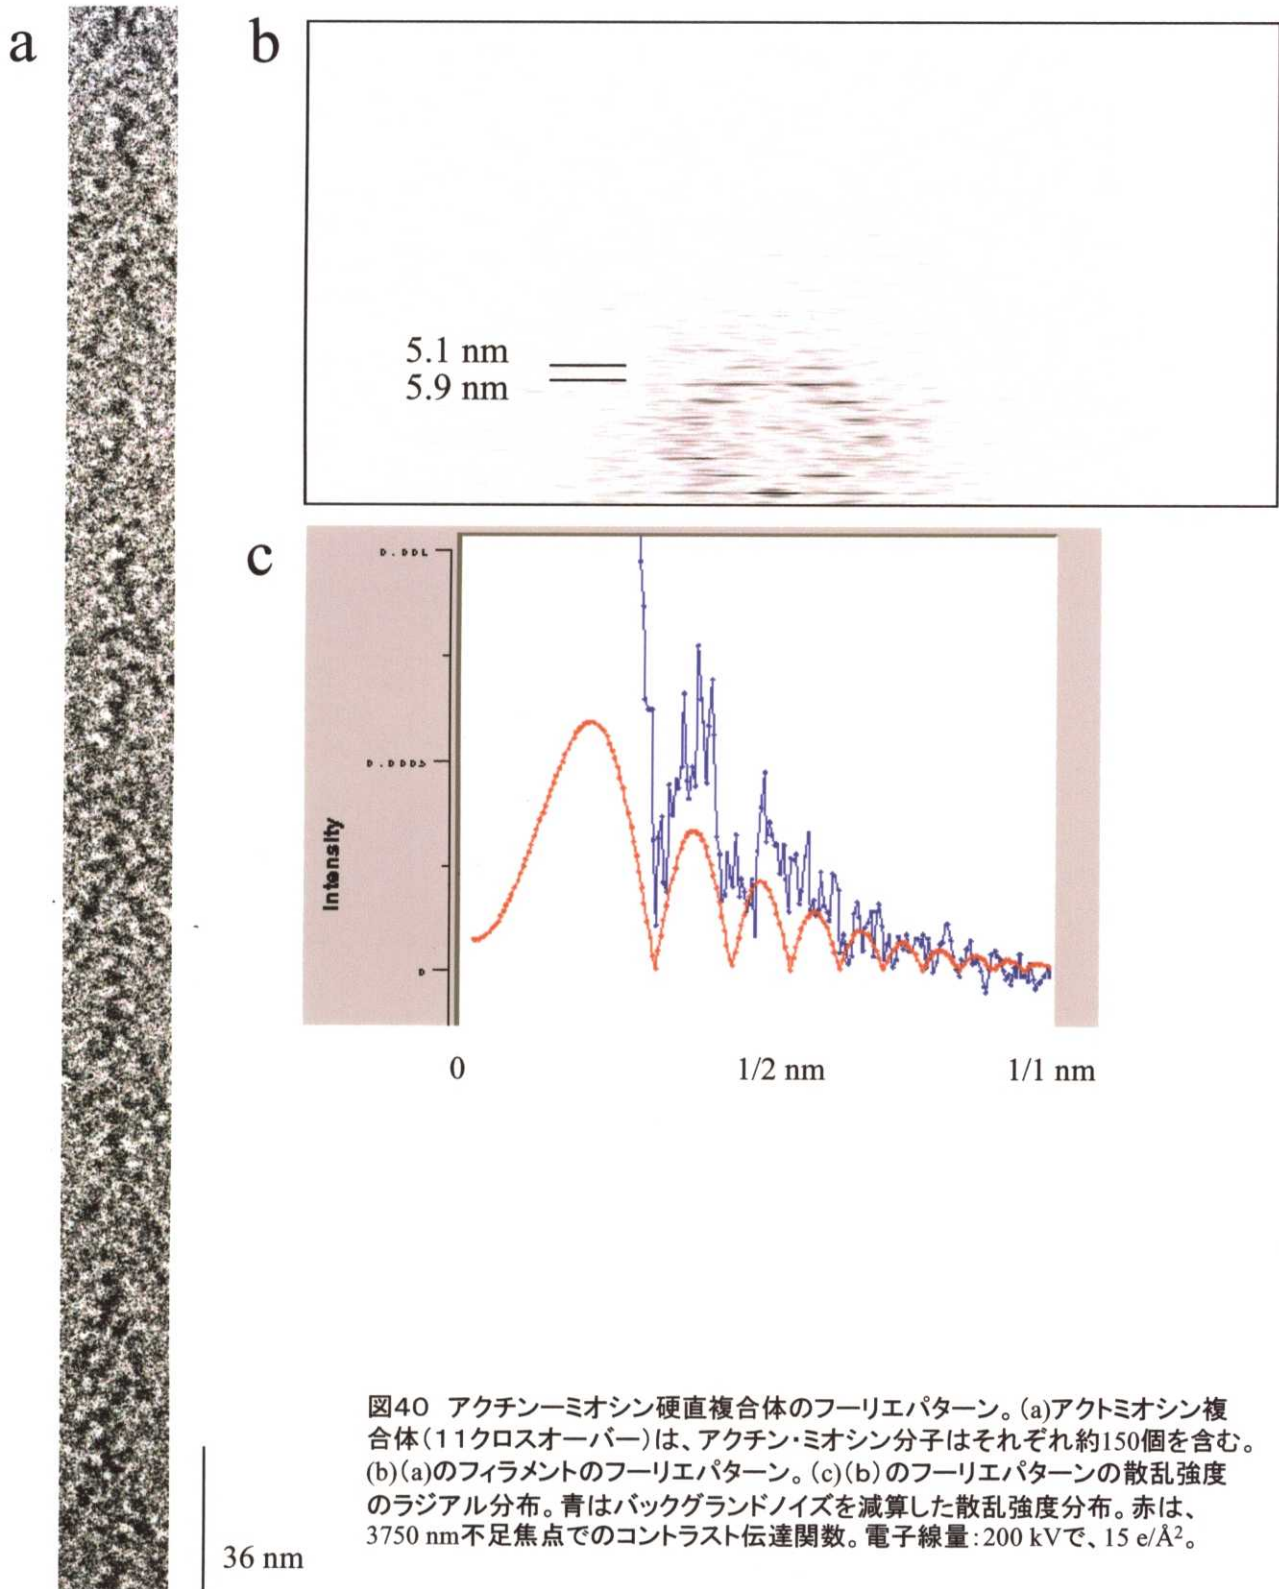 a
b
5.1 nm
5.9 nm
c
0.001
0.0005
0
Intensity
0
1/2 nm
1/1 nm
36 nm
図40 アクチンーミオシン硬直複合体のフーリエパターン。(a)アクトミオシン複
合体(11クロスオーバー)は、アクチン・ミオシン分子はそれぞれ約150個を含む。
(b)(a)のフィラメントのフーリエパターン。(c)(b)のフーリエパターンの散乱強度
のラジアル分布。青はバックグランドノイズを減算した散乱強度分布。赤は、
3750 nm不足焦点でのコントラスト伝達関数。電子線量:200 kVで、15 e/Å².